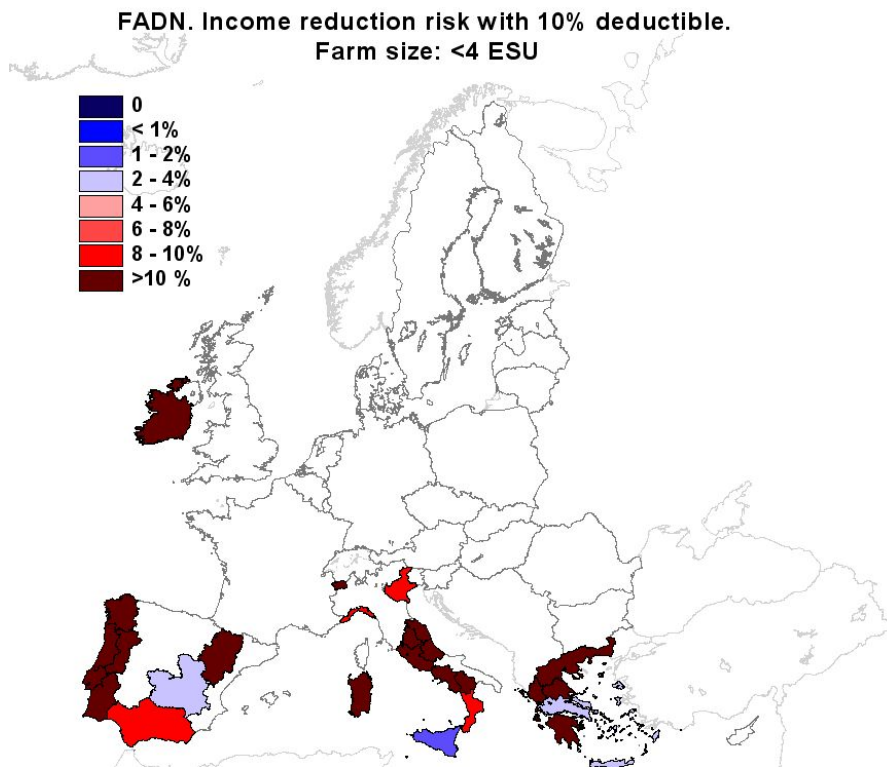 FADN. Income reduction risk with 10% deductible.
Farm size: <4 ESU
0
< 1%
1 - 2%
2 - 4%
4 - 6%
6 - 8%
8 - 10%
>10 %